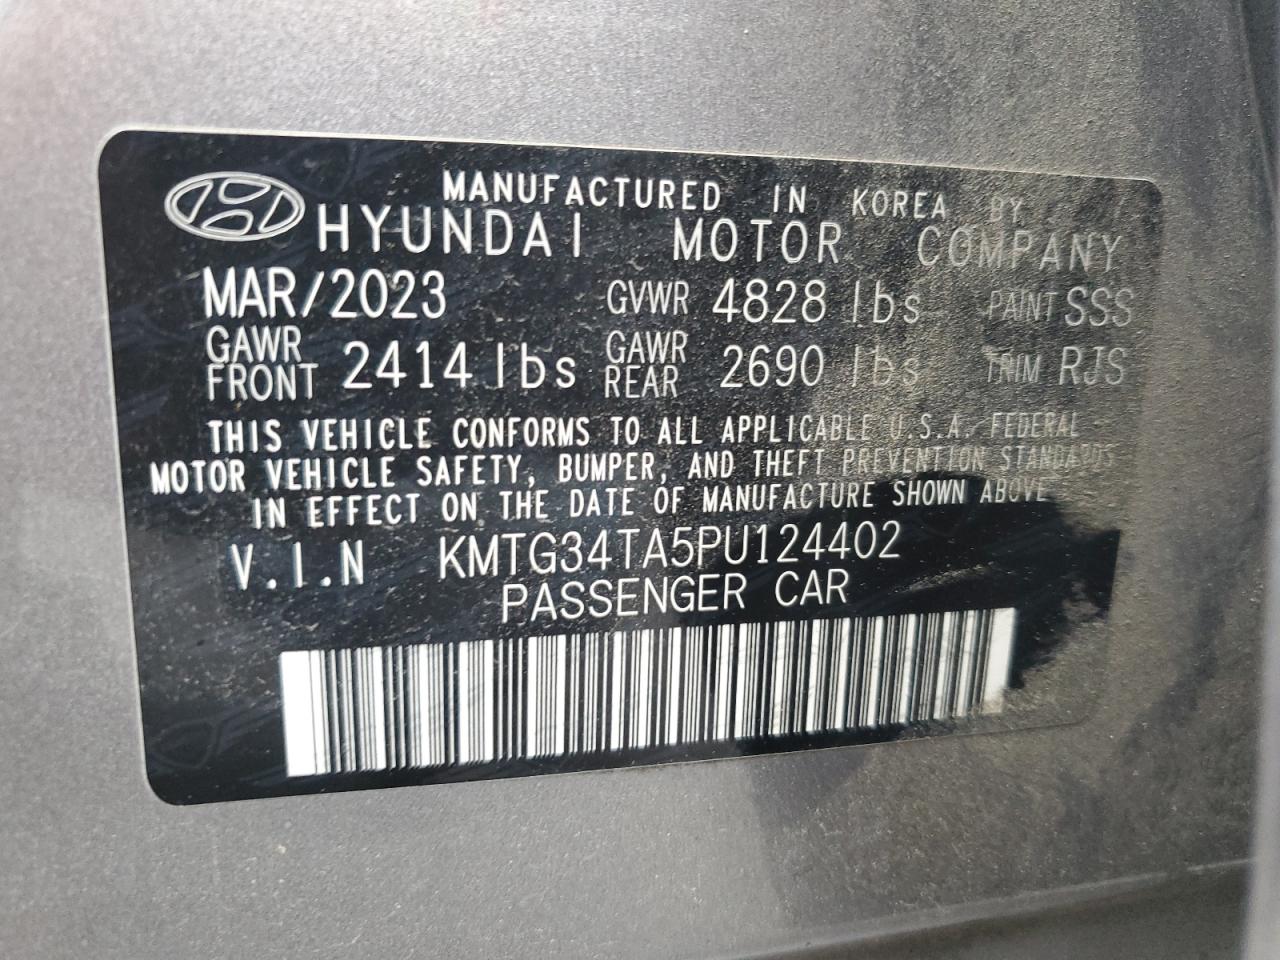 MANUFACTURED IN KOREA BY
HYUNDAI MOTOR COMPANY
MAR/2023 GVWR 4828 lbs PAINT SSS
GAWR FRONT 2414 lbs GAWR REAR 2690 lbs TRIM RJS
THIS VEHICLE CONFORMS TO ALL APPLICABLE U.S.A. FEDERAL
MOTOR VEHICLE SAFETY, BUMPER, AND THEFT PREVENTION STANDARDS
IN EFFECT ON THE DATE OF MANUFACTURE SHOWN ABOVE
V.I.N KMTG34TA5PU124402
PASSENGER CAR